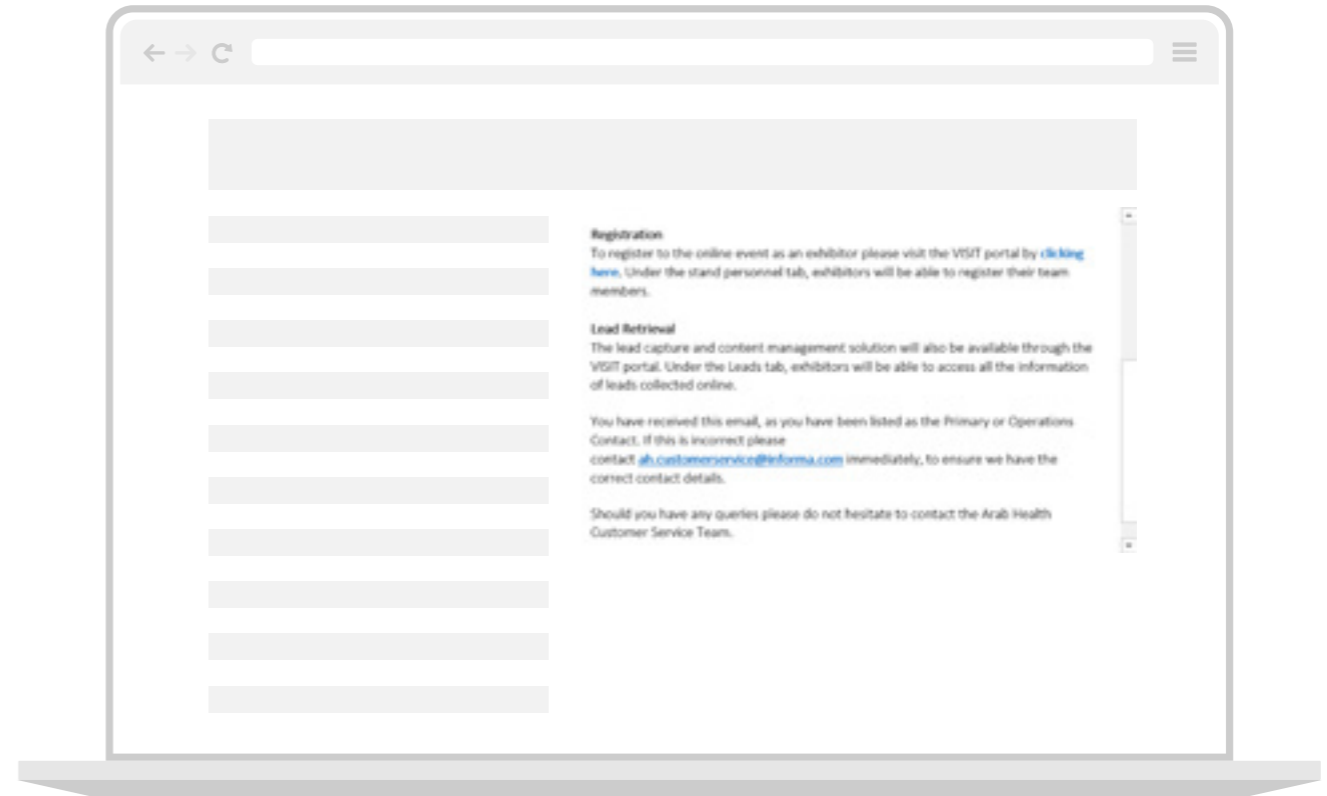 Registration
To register to the online event as an exhibitor please visit the VISIT portal by clicking
here. Under the stand personnel tab, exhibitors will be able to register their team
members.
Lead Retrieval
The lead capture and content management solution will also be available through the
VISIT portal. Under the Leads tab, exhibitors will be able to access all the information
of leads collected online.
You have received this email, as you have been listed as the Primary or Operations
Contact. If this is incorrect please
contact ah.customerservice@informa.com immediately, to ensure we have the
correct contact details.
Should you have any queries please do not hesitate to contact the Arab Health
Customer Service Team.